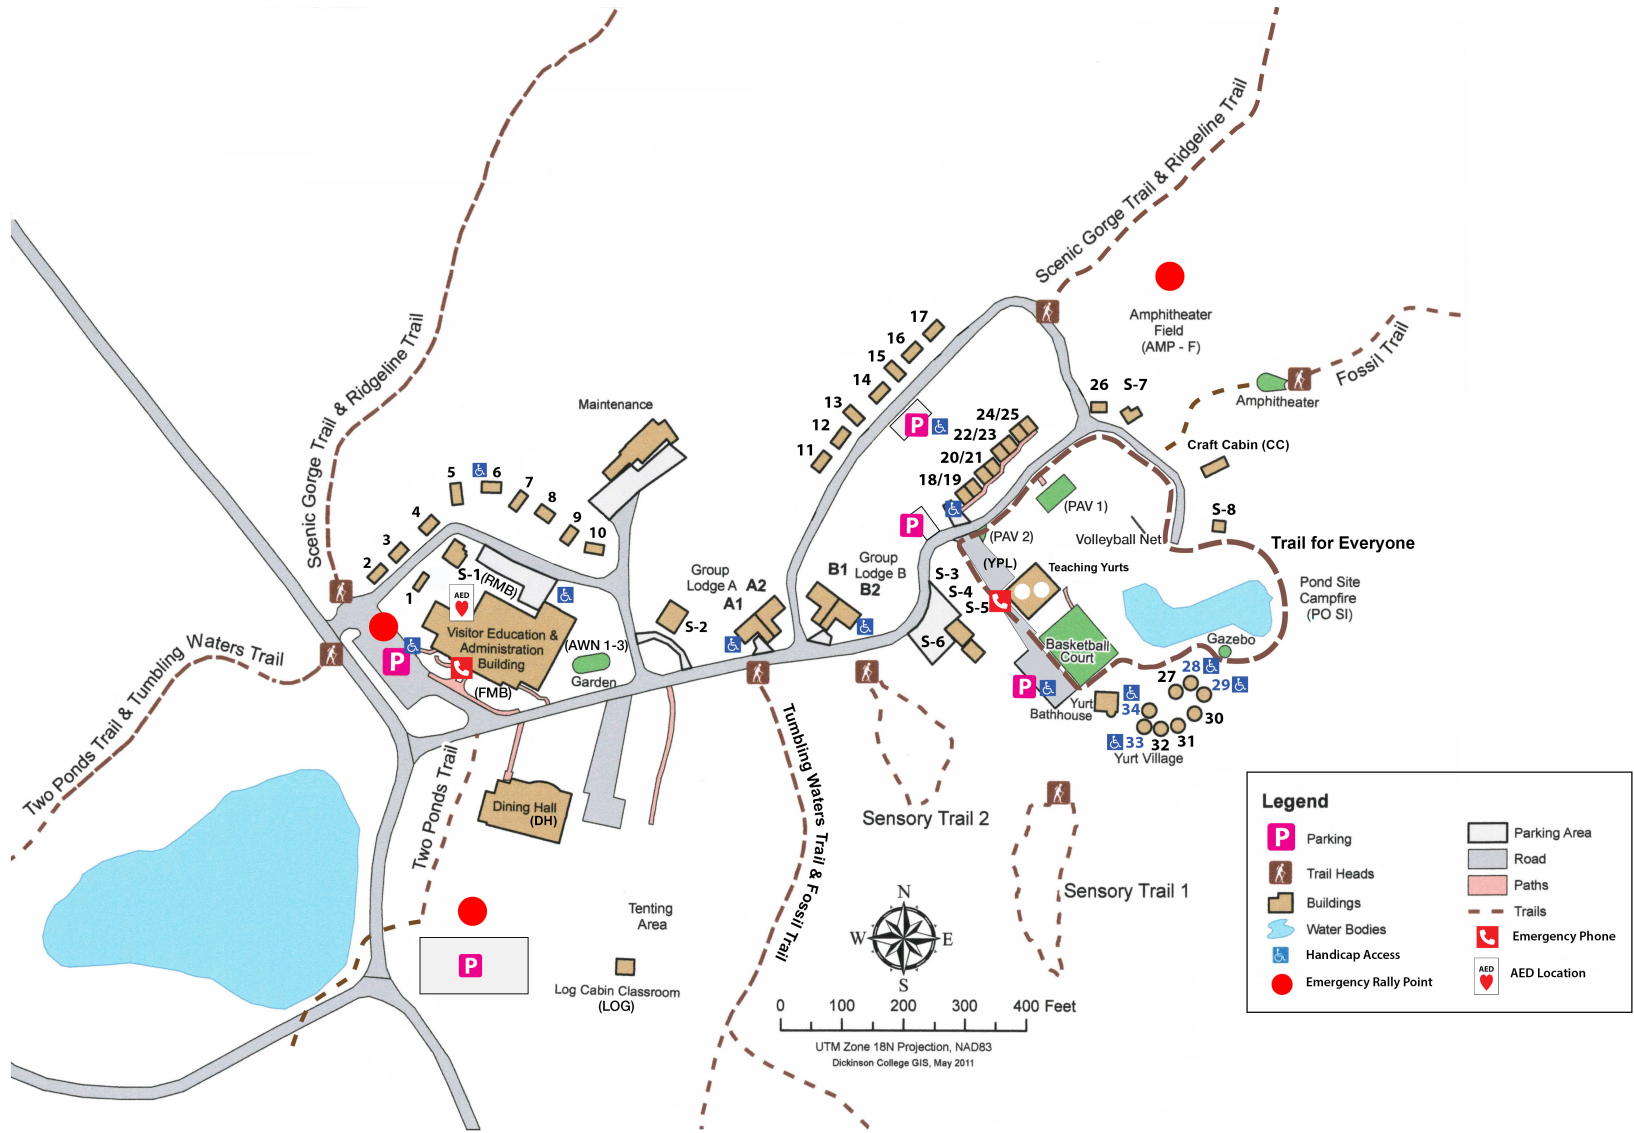 Scenic Gorge Trail & Ridgeline Trail
Scenic Gorge Trail & Ridgeline Trail
Amphitheater
Field
(AMP - F)
Fossil Trail
Amphitheater
Maintenance
17
16
15
14
13
12
11
26
S-7
24/25
22/23
20/21
18/19
Craft Cabin (CC)
P
P
(PAV 1)
(PAV 2)
Volleyball Net
S-8
Trail for Everyone
5
6
7
8
9
10
4
3
2
1
S-1
(RMB)
AED
Visitor Education &
Administration
Building
(FMB)
(AWN 1-3)
Garden
S-2
Group
Lodge A
A2
A1
B1
Group
Lodge B
B2
S-3
S-4
S-5
S-6
(YPL)
Teaching Yurts
Basketball
Court
Pond Site
Campfire
(PO SI)
Gazebo
27
28
29
30
31
32
33
34
Yurt
Bathhouse
Yurt Village
P
P
Two Ponds Trail & Tumbling Waters Trail
Two Ponds Trail
Dining Hall
(DH)
Tumbling Waters Trail & Fossil Trail
Sensory Trail 2
Sensory Trail 1
P
Tenting
Area
Log Cabin Classroom
(LOG)
N
W
E
S
0 100 200 300 400 Feet
UTM Zone 18N Projection, NAD83
Dickinson College GIS, May 2011
Legend
P Parking
Trail Heads
Buildings
Water Bodies
Handicap Access
Emergency Rally Point
Parking Area
Road
Paths
Trails
Emergency Phone
AED
AED Location